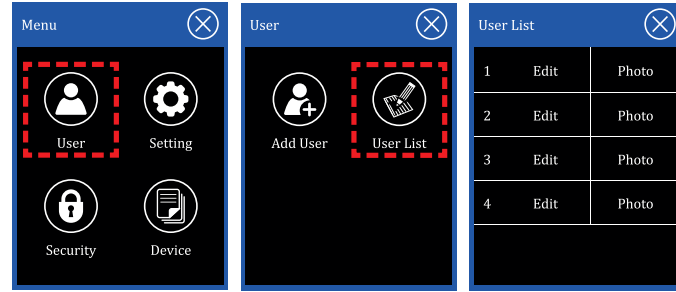 Menu
User
Setting
Security
Device
User
Add User
User List
User List
1 Edit Photo
2 Edit Photo
3 Edit Photo
4 Edit Photo